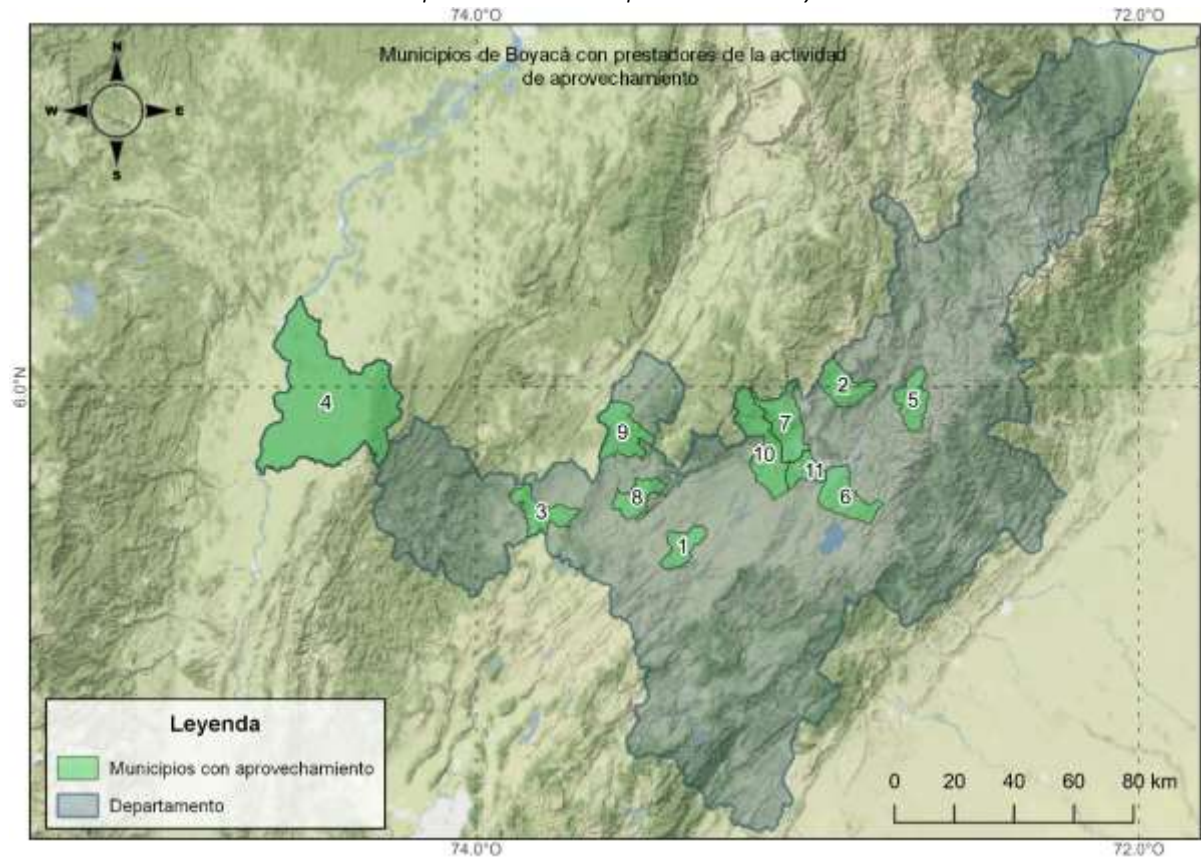 74.0°O
72.0°O
Municipios de Boyacá con prestadores de la actividad
de aprovechamiento
N
W
E
S
6.0°N
4
2
5
7
9
10
11
8
6
3
1
Leyenda
Municipios con aprovechamiento
Departamento
0 20 40 60 80 km
74.0°O
72.0°O